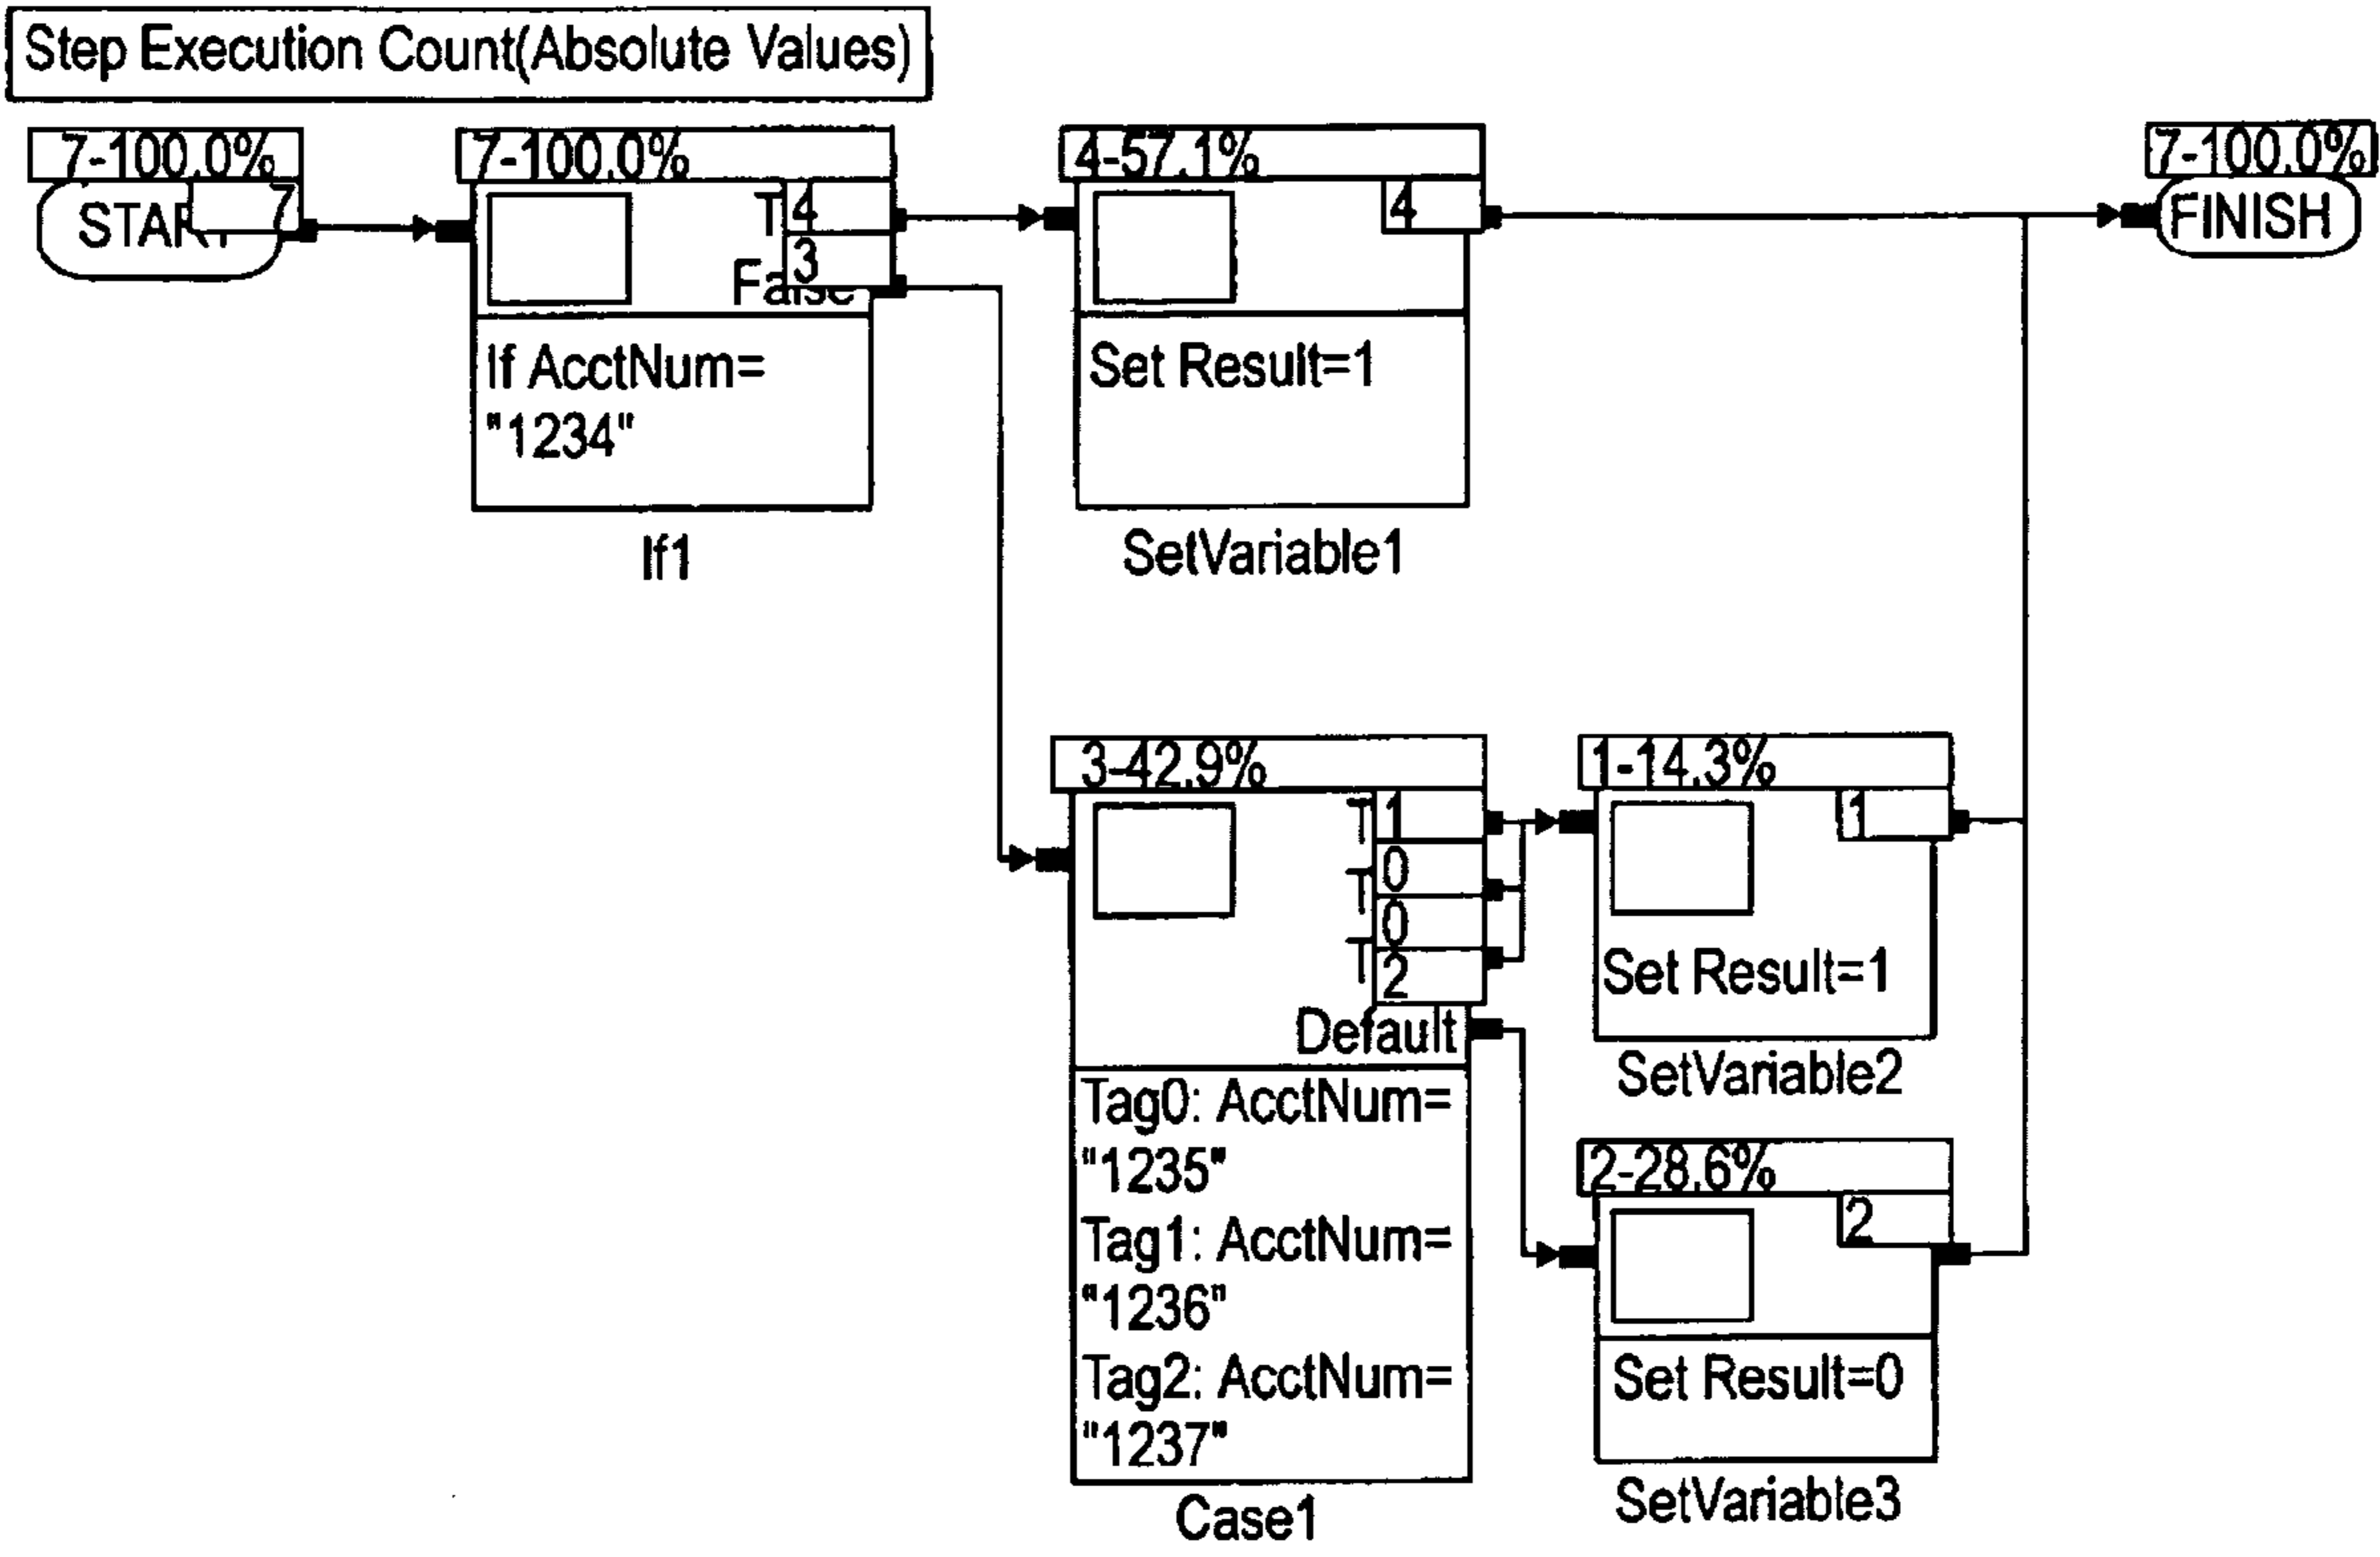 Step Execution Count(Absolute Values)
7-100.0%
7
START
7-100.0%
T 4
3
False
If AcctNum=
"1234"
If1
4-57.1%
4
Set Result=1
SetVariable1
7-100.0%
FINISH
3-42.9%
T 1
T 0
T 0
2
Default
Tag0: AcctNum=
"1235"
Tag1: AcctNum=
"1236"
Tag2: AcctNum=
"1237"
Case1
1-14.3%
1
Set Result=1
SetVariable2
2-28.6%
2
Set Result=0
SetVariable3